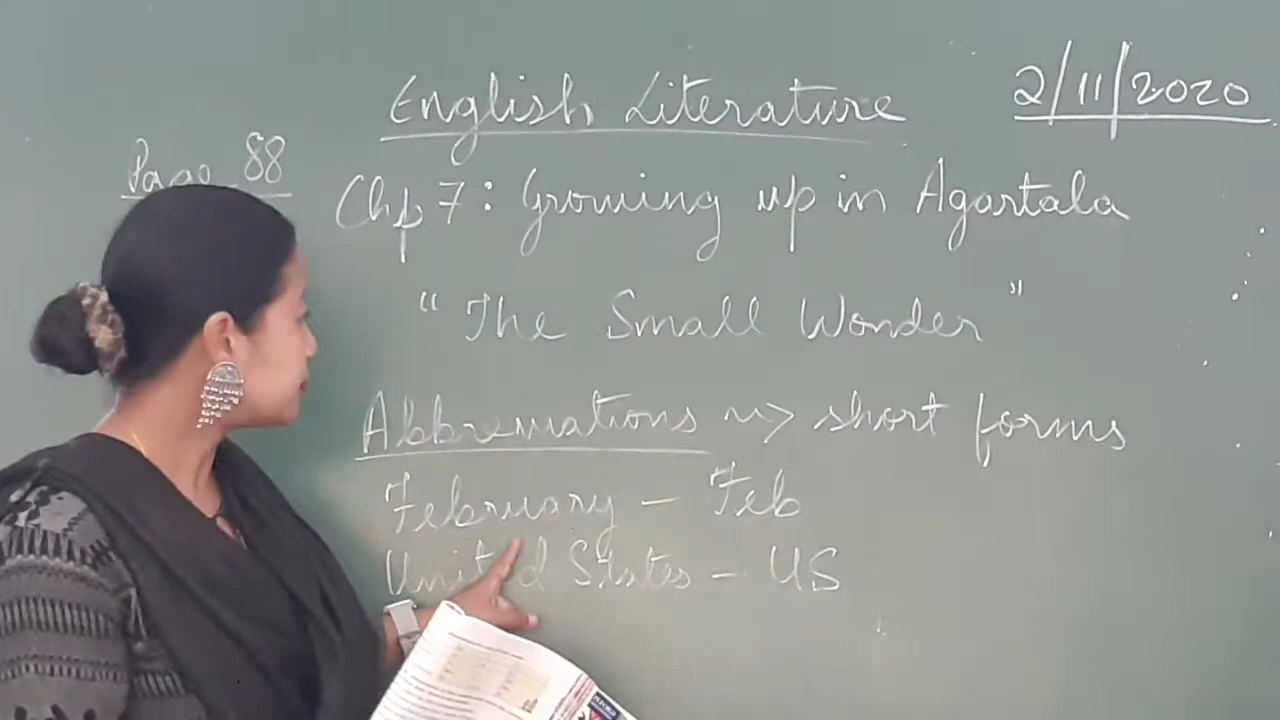 English Literature
2/11/2020
Page 88
Chp 7: Growing up in Agartala
"The Small Wonder"
Abbreviations ~> short forms
February - Feb
United States - US